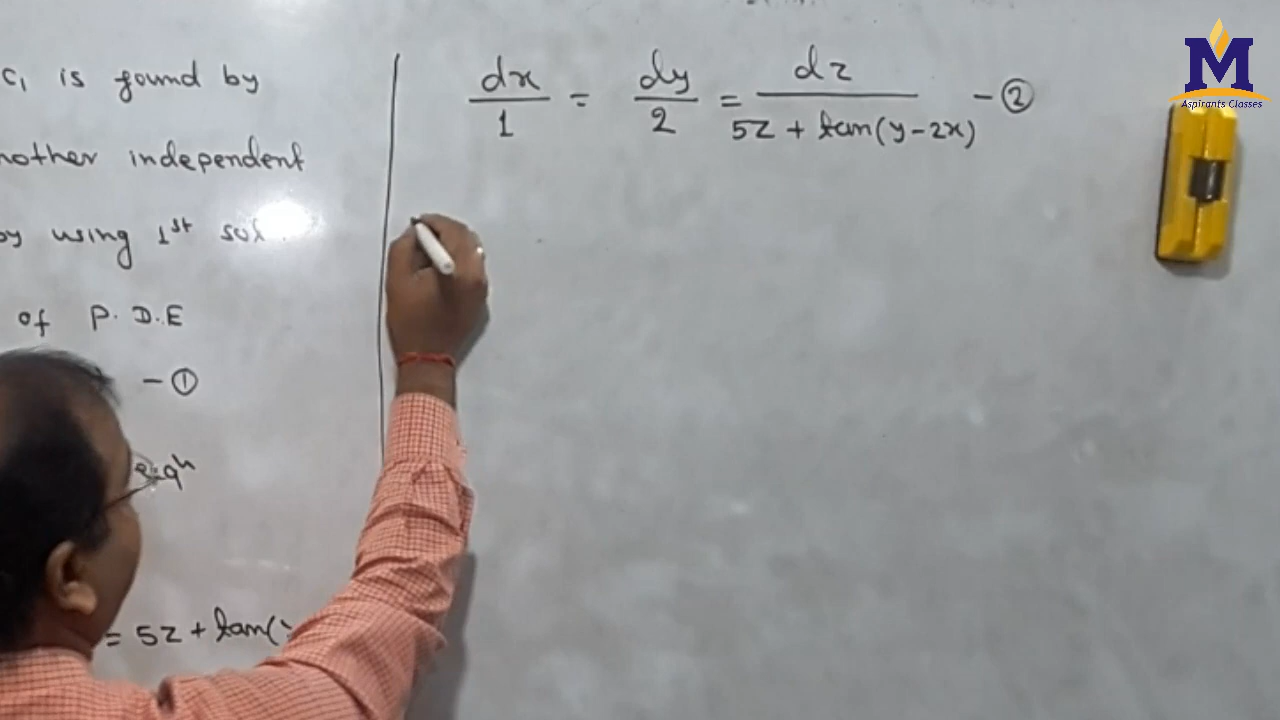 c₁ is found by
nother independent
by using 1st sol
of P.D.E
- ①
= 5z + tan(
dx/1 = dy/2 = dz/5z + tan(y-2x) - ②
M
Aspirants Classes